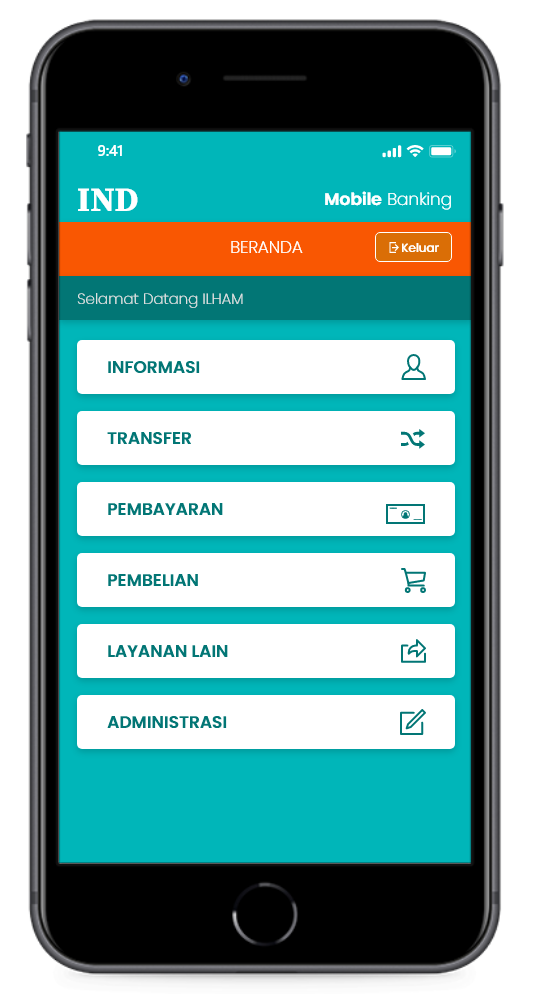 9:41
IND
Mobile Banking
BERANDA
Keluar
Selamat Datang ILHAM
INFORMASI
TRANSFER
PEMBAYARAN
PEMBELIAN
LAYANAN LAIN
ADMINISTRASI